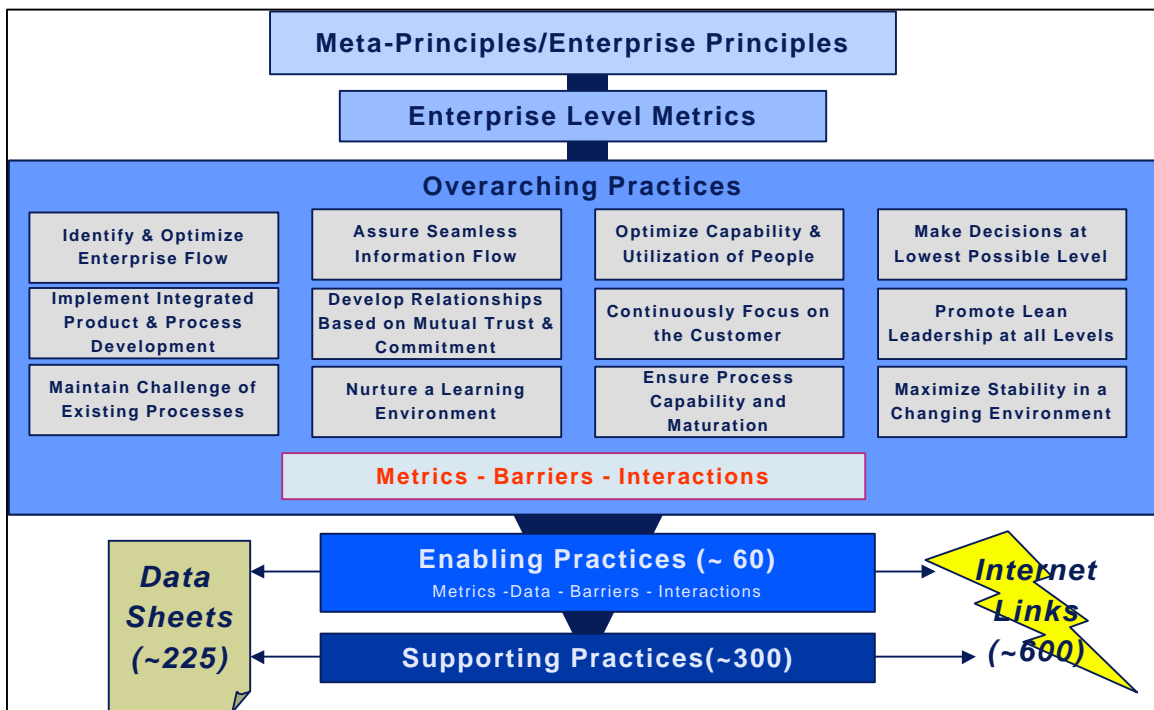 Meta-Principles/Enterprise Principles
Enterprise Level Metrics
Overarching Practices
Identify & Optimize
Enterprise Flow
Assure Seamless
Information Flow
Optimize Capability &
Utilization of People
Make Decisions at
Lowest Possible Level
Implement Integrated
Product & Process
Development
Develop Relationships
Based on Mutual Trust &
Commitment
Continuously Focus on
the Customer
Promote Lean
Leadership at all Levels
Maintain Challenge of
Existing Processes
Nurture a Learning
Environment
Ensure Process
Capability and
Maturation
Maximize Stability in a
Changing Environment
Metrics - Barriers - Interactions
Data
Sheets
(~225)
Enabling Practices (~ 60)
Metrics -Data - Barriers - Interactions
Supporting Practices(~300)
Internet
Links
(~600)